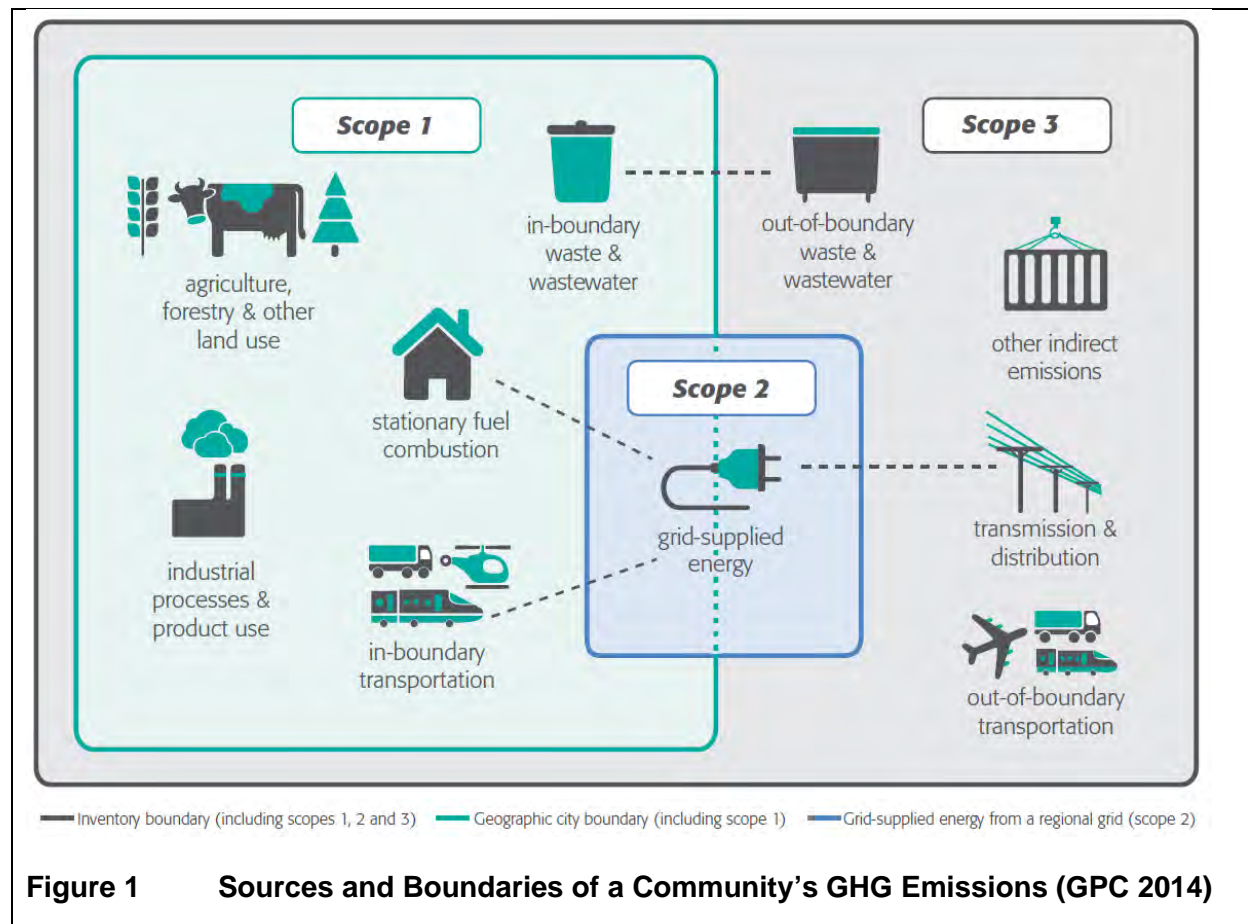 Scope 1
Scope 3
in-boundary
waste &
wastewater
out-of-boundary
waste &
wastewater
agriculture,
forestry & other
land use
other indirect
emissions
Scope 2
stationary fuel
combustion
grid-supplied
energy
transmission &
distribution
industrial
processes &
product use
in-boundary
transportation
out-of-boundary
transportation
Inventory boundary (including scopes 1, 2 and 3) Geographic city boundary (including scope 1) Grid-supplied energy from a regional grid (scope 2)
Figure 1 Sources and Boundaries of a Community’s GHG Emissions (GPC 2014)